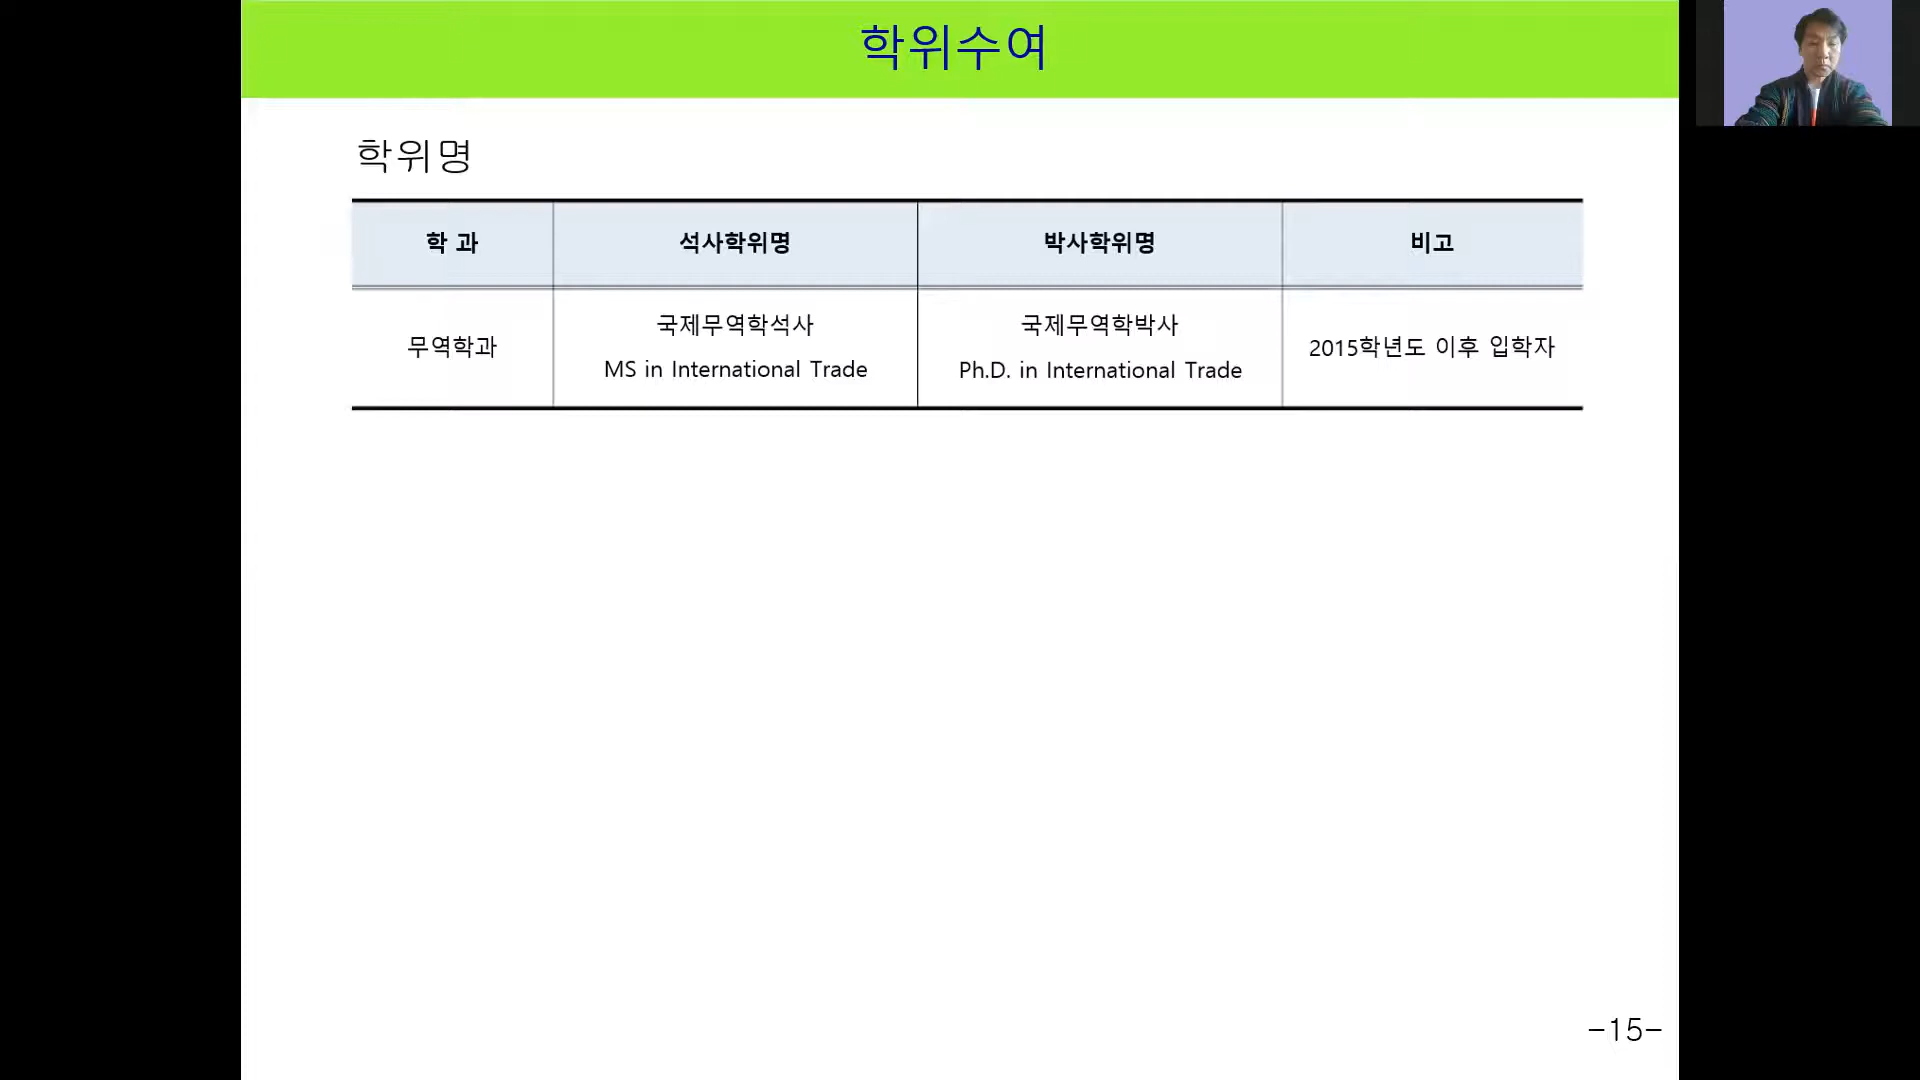 학위수여
학위명
학 과 석사학위명 박사학위명 비고
무역학과 국제무역학석사 국제무역학박사 2015학년도 이후 입학자
MS in International Trade Ph.D. in International Trade
-15-